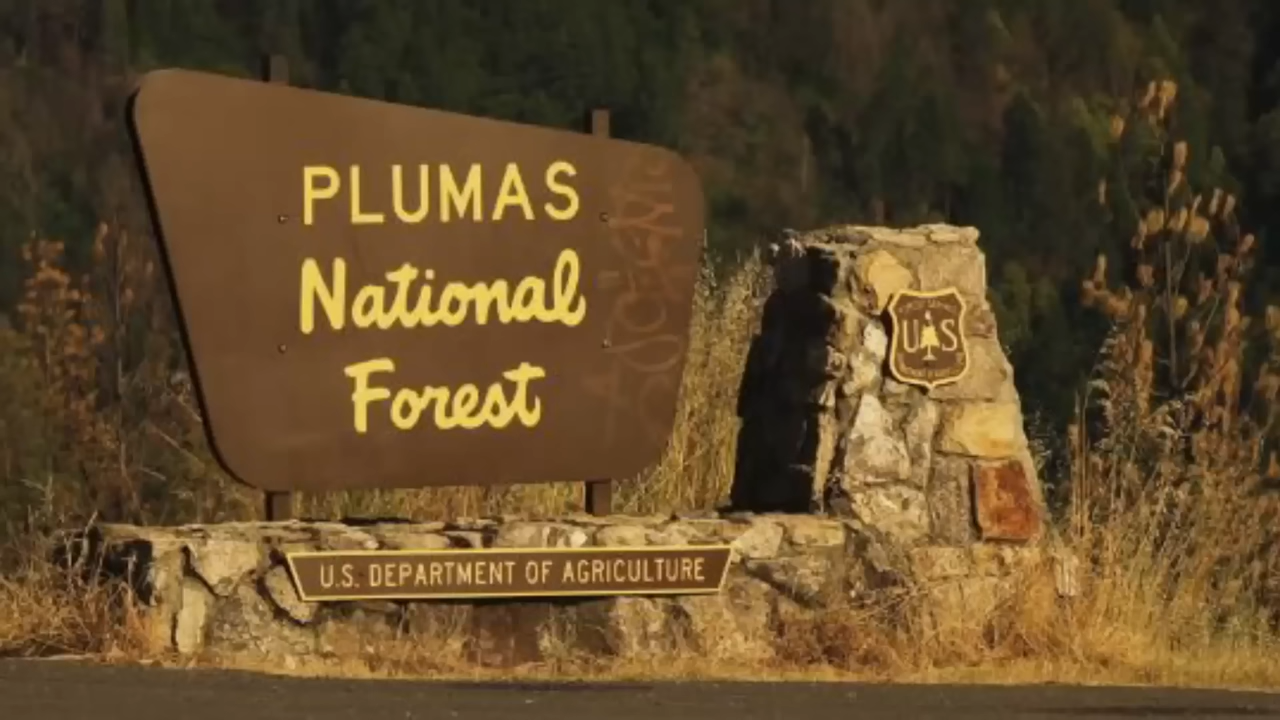 PLUMAS
National
Forest
US
U.S. DEPARTMENT OF AGRICULTURE